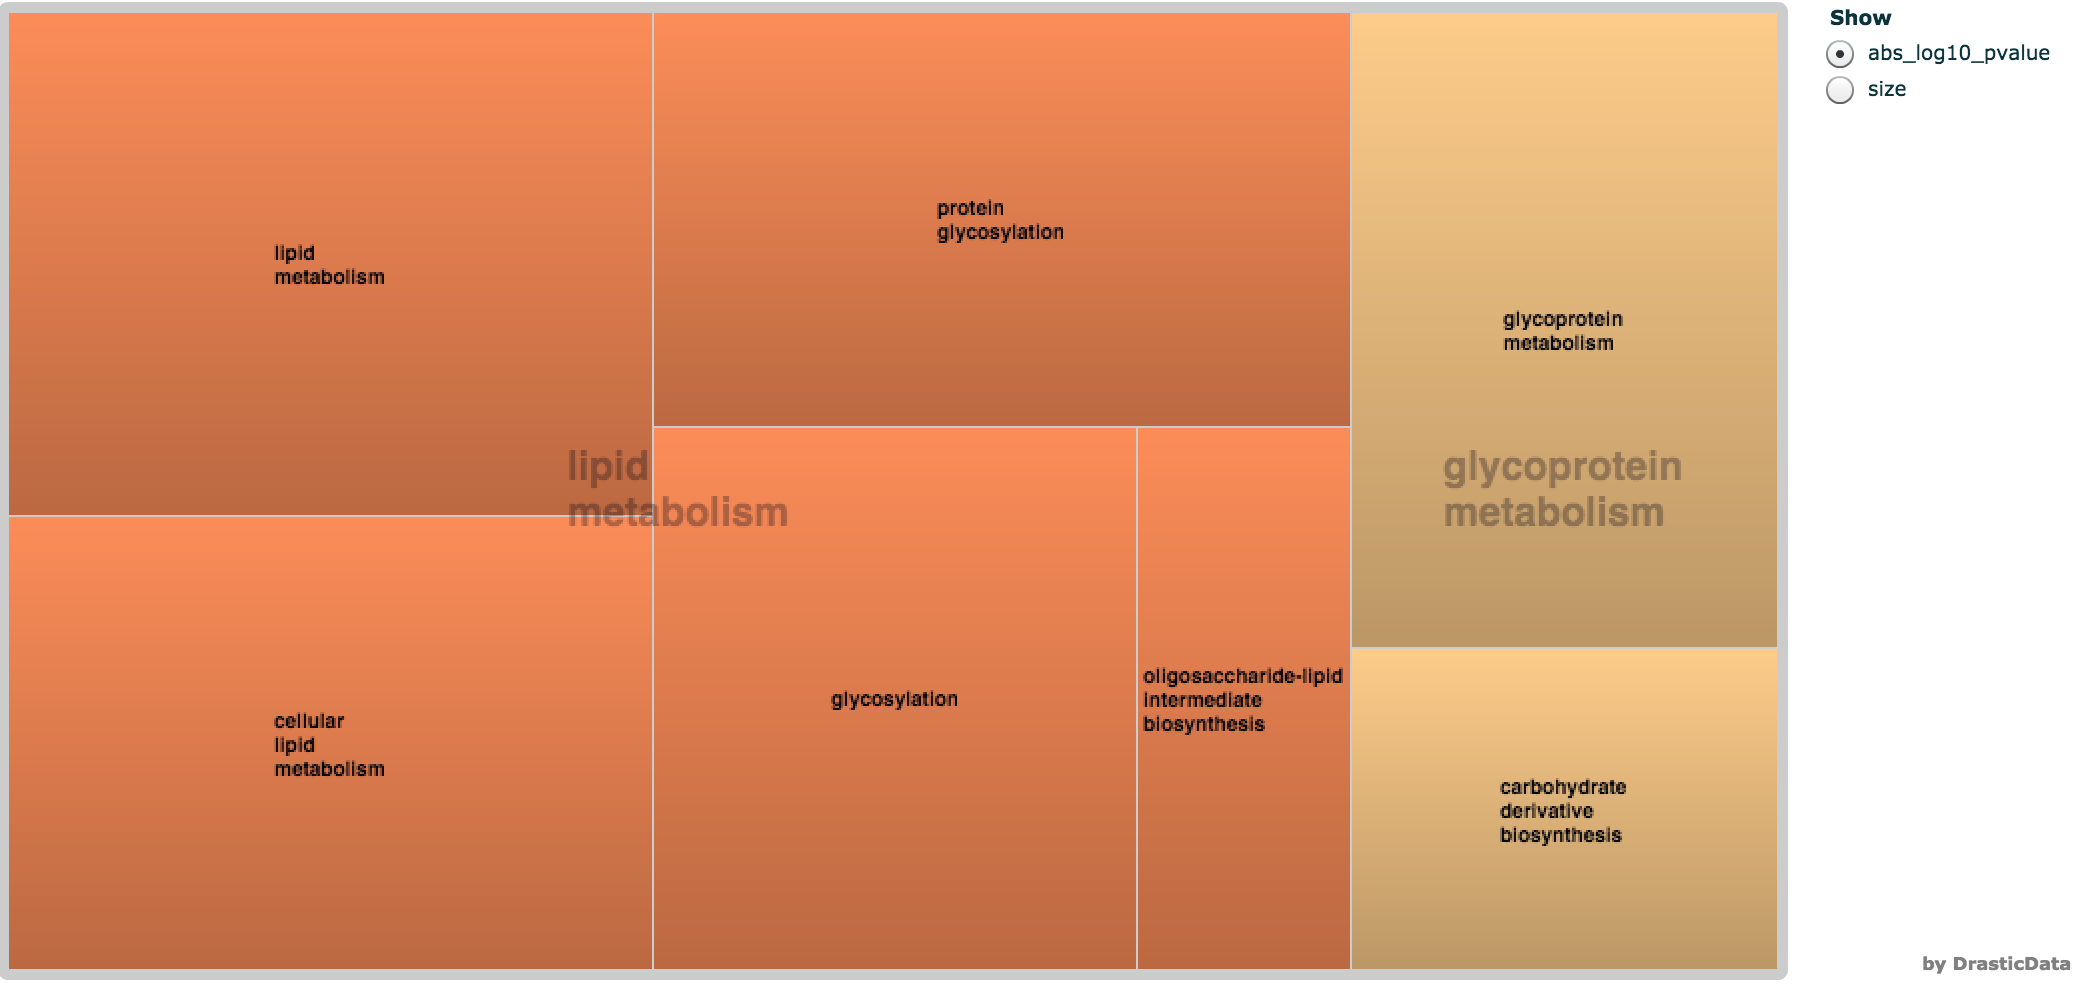 lipid
metabolism
protein
glycosylation
glycoprotein
metabolism
lipid
metabolism
glycoprotein
metabolism
cellular
lipid
metabolism
glycosylation
oligosaccharide-lipid
intermediate
biosynthesis
carbohydrate
derivative
biosynthesis
Show
abs_log10_pvalue
size
by DrasticData